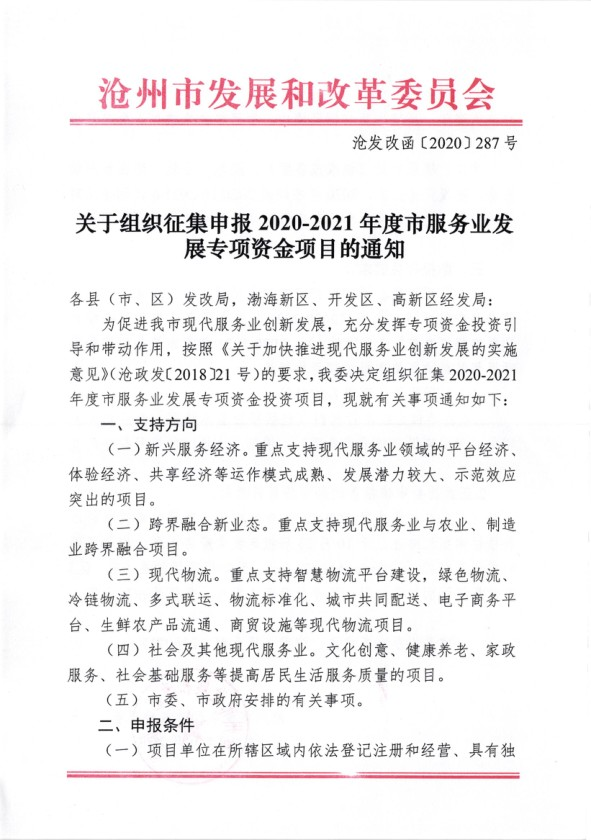 沧州市发展和改革委员会
沧发改函〔2020〕287号
关于组织征集申报 2020-2021 年度市服务业发
展专项资金项目的通知
各县（市、区）发改局，渤海新区、开发区、高新区经发局：
为促进我市现代服务业创新发展，充分发挥专项资金投资引
导和带动作用，按照《关于加快推进现代服务业创新发展的实施
意见》（沧政发〔2018〕21 号）的要求，我委决定组织征集 2020-2021
年度市服务业发展专项资金投资项目，现就有关事项通知如下：
一、支持方向
（一）新兴服务经济。重点支持现代服务业领域的平台经济、
体验经济、共享经济等运作模式成熟、发展潜力较大、示范效应
突出的项目。
（二）跨界融合新业态。重点支持现代服务业与农业、制造
业跨界融合项目。
（三）现代物流。重点支持智慧物流平台建设，绿色物流、
冷链物流、多式联运、物流标准化、城市共同配送、电子商务平
台、生鲜农产品流通、商贸设施等现代物流项目。
（四）社会及其他现代服务业。文化创意、健康养老、家政
服务、社会基础服务等提高居民生活服务质量的项目。
（五）市委、市政府安排的有关事项。
二、申报条件
（一）项目单位在所辖区域内依法登记注册和经营、具有独